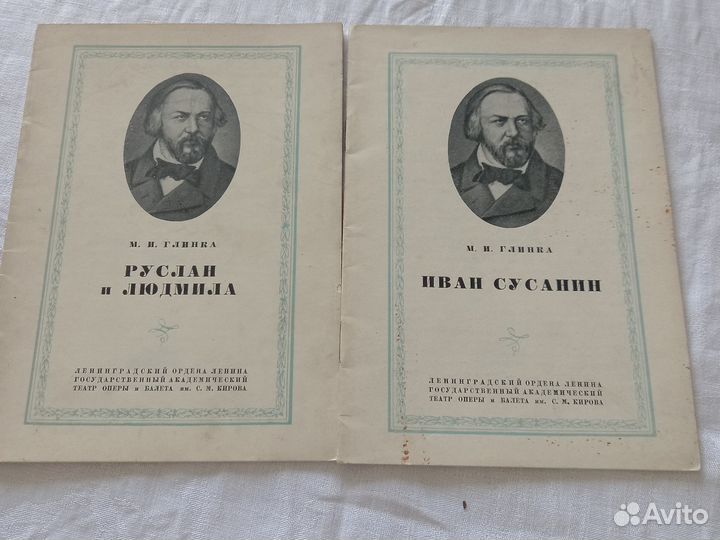 М. И. ГЛИНКА
РУСЛАН
и ЛЮДМИЛА
ЛЕНИНГРАДСКИЙ ОРДЕНА ЛЕНИНА
ГОСУДАРСТВЕННЫЙ АКАДЕМИЧЕСКИЙ
ТЕАТР ОПЕРЫ и БАЛЕТА им. С. М. КИРОВА
М. И. ГЛИНКА
ИВАН СУСАНИН
ЛЕНИНГРАДСКИЙ ОРДЕНА ЛЕНИНА
ГОСУДАРСТВЕННЫЙ АКАДЕМИЧЕСКИЙ
ТЕАТР ОПЕРЫ и БАЛЕТА им. С. М. КИРОВА
Avito